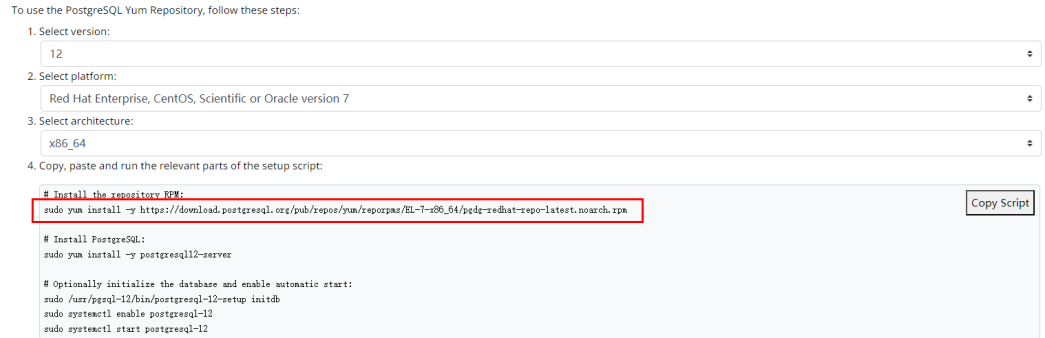 To use the PostgreSQL Yum Repository, follow these steps:
1. Select version:
12
2. Select platform:
Red Hat Enterprise, CentOS, Scientific or Oracle version 7
3. Select architecture:
x86_64
4. Copy, paste and run the relevant parts of the setup script:
# Install the repository RPM:
sudo yum install -y https://download.postgresql.org/pub/repos/yum/reporpms/EL-7-x86_64/pgdg-redhat-repo-latest.noarch.rpm
Copy Script
# Install PostgreSQL:
sudo yum install -y postgresql12-server
# Optionally initialize the database and enable automatic start:
sudo /usr/pgsql-12/bin/postgresql-12-setup initdb
sudo systemctl enable postgresql-12
sudo systemctl start postgresql-12